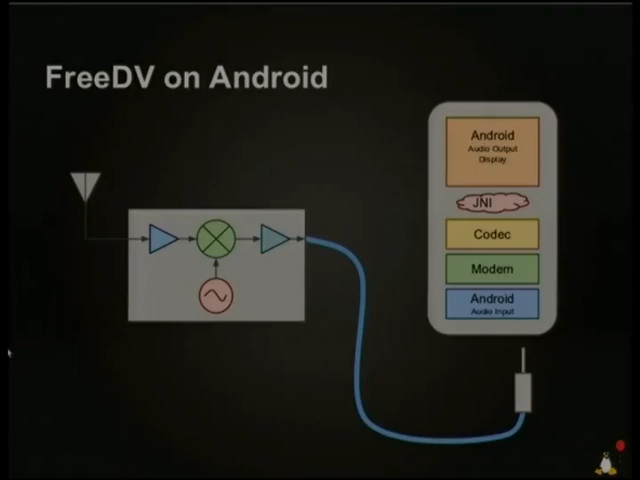 FreeDV on Android
Android
Audio Output
Display
JNI
Codec
Modem
Android
Audio Input